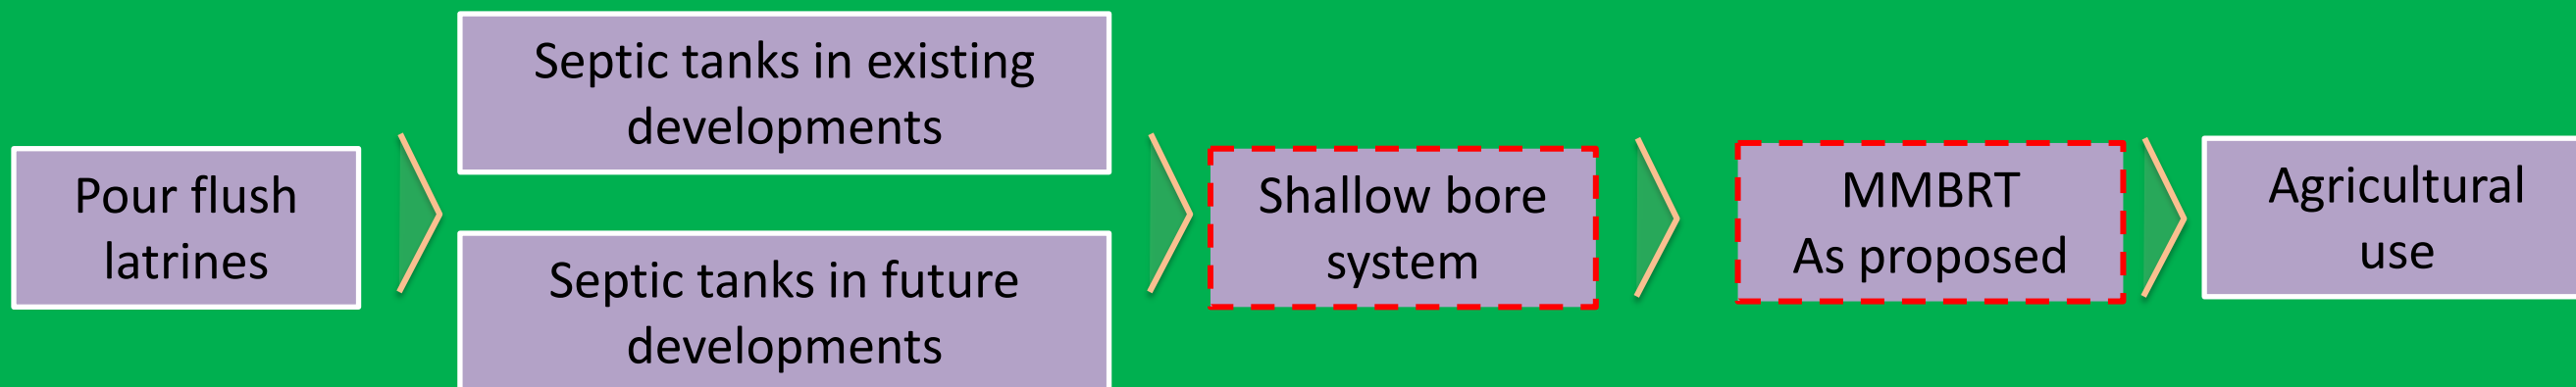 Pour flush
latrines
Septic tanks in existing
developments
Septic tanks in future
developments
Shallow bore
system
MMBRT
As proposed
Agricultural
use